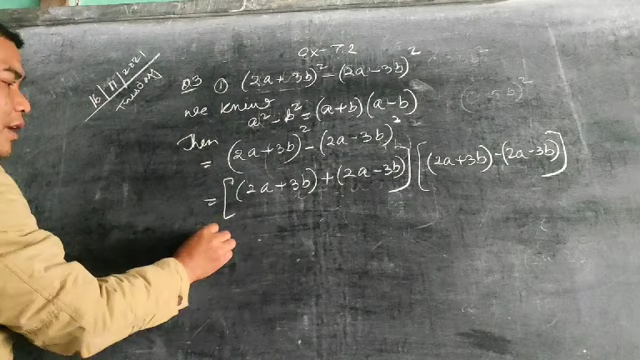 16/11/2021
Tuesday
ex- 7.2
Q3 ① (2a+3b)² - (2a-3b)²
we know
a² - b² = (a+b) (a-b)
Then
= (2a+3b)² - (2a-3b)²
= [(2a+3b) + (2a-3b)] [(2a+3b) - (2a-3b)]